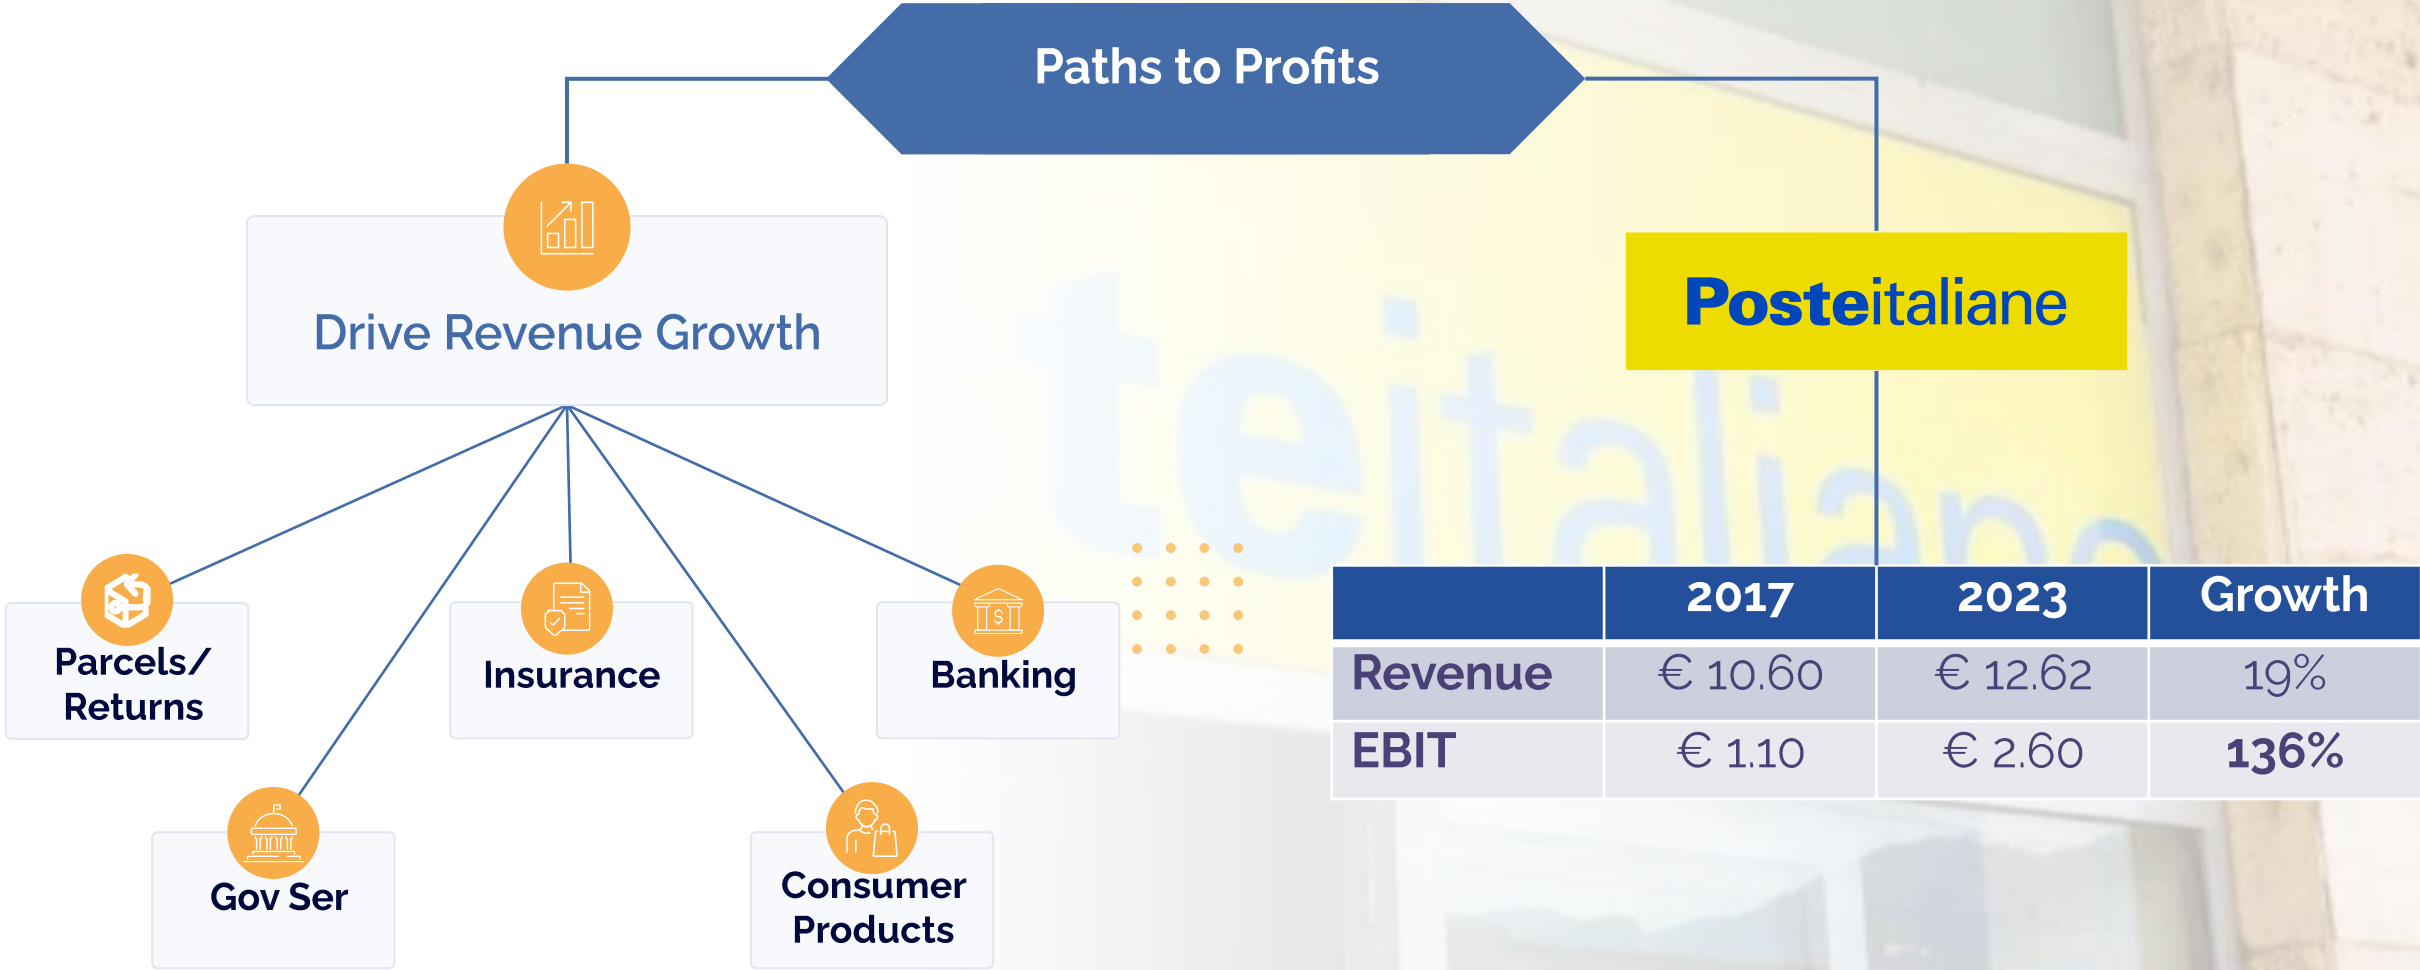 Paths to Profits
Drive Revenue Growth
Parcels/
Returns
Gov Ser
Insurance
Consumer
Products
Banking
Posteitaliane
2017 2023 Growth
Revenue € 10.60 € 12.62 19%
EBIT € 1.10 € 2.60 136%
steitaliane